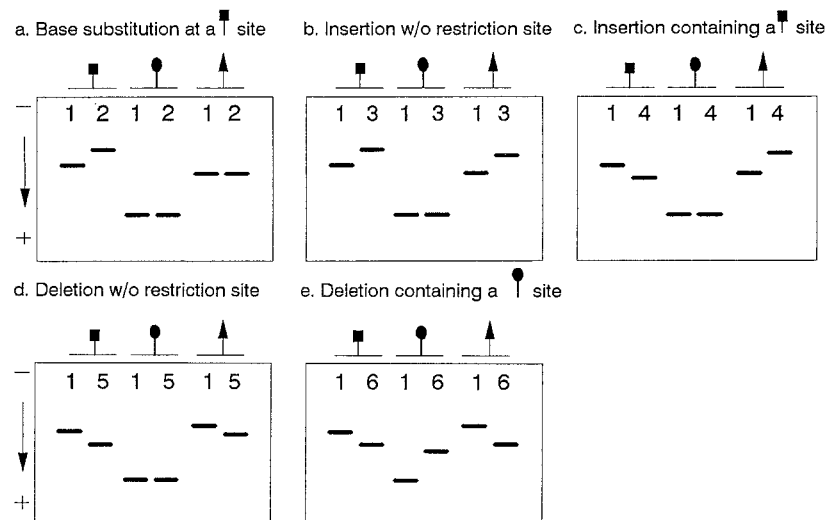 a. Base substitution at a site
b. Insertion w/o restriction site
c. Insertion containing a site
1 2 1 2 1 2
1 3 1 3 1 3
1 4 1 4 1 4
−
+
d. Deletion w/o restriction site
e. Deletion containing a site
1 5 1 5 1 5
1 6 1 6 1 6
−
+